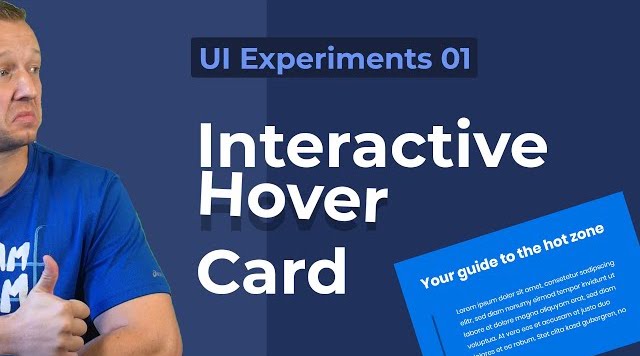 UI Experiments 01
Interactive
Hover
Card
Your guide to the hot zone
Lorem ipsum dolor sit amet, consetetur sadipscing
elitr, sed diam nonumy eirmod tempor invidunt ut
labore et dolore magna aliquyam erat, sed diam
voluptua. At vero eos et accusam et justo duo
dolores et ea rebum. Stet clita kasd gubergren, no